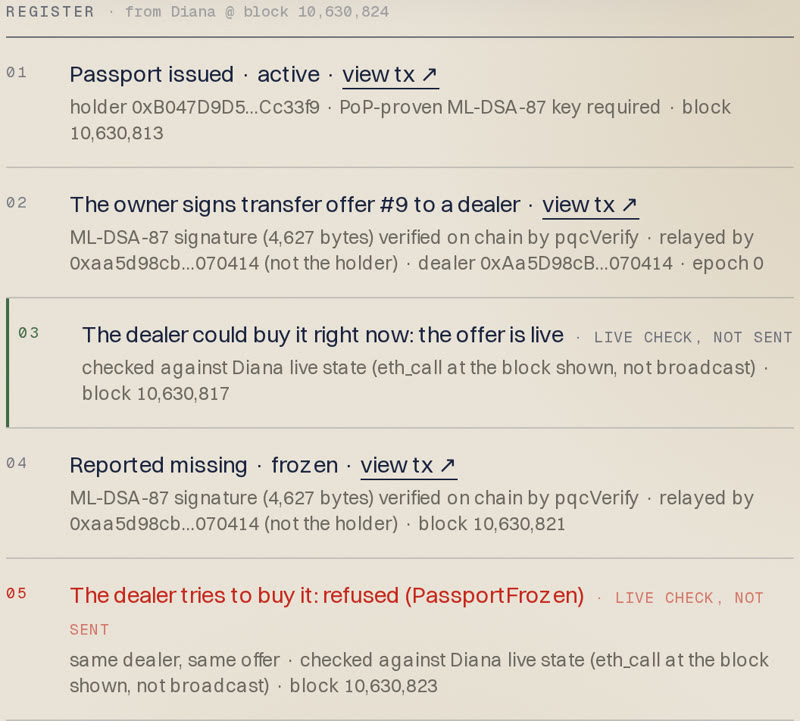 REGISTER · from Diana @ block 10,630,824
01
Passport issued · active · view tx ↗
holder 0xB047D9D5...Cc33f9 · PoP-proven ML-DSA-87 key required · block
10,630,813
02
The owner signs transfer offer #9 to a dealer · view tx ↗
ML-DSA-87 signature (4,627 bytes) verified on chain by pqcVerify · relayed by
0xaa5d98cb...070414 (not the holder) · dealer 0xAa5D98cB...070414 · epoch 0
03
The dealer could buy it right now: the offer is live · LIVE CHECK, NOT SENT
checked against Diana live state (eth_call at the block shown, not broadcast) ·
block 10,630,817
04
Reported missing · frozen · view tx ↗
ML-DSA-87 signature (4,627 bytes) verified on chain by pqcVerify · relayed by
0xaa5d98cb...070414 (not the holder) · block 10,630,821
05
The dealer tries to buy it: refused (PassportFrozen) · LIVE CHECK, NOT
SENT
same dealer, same offer · checked against Diana live state (eth_call at the block
shown, not broadcast) · block 10,630,823